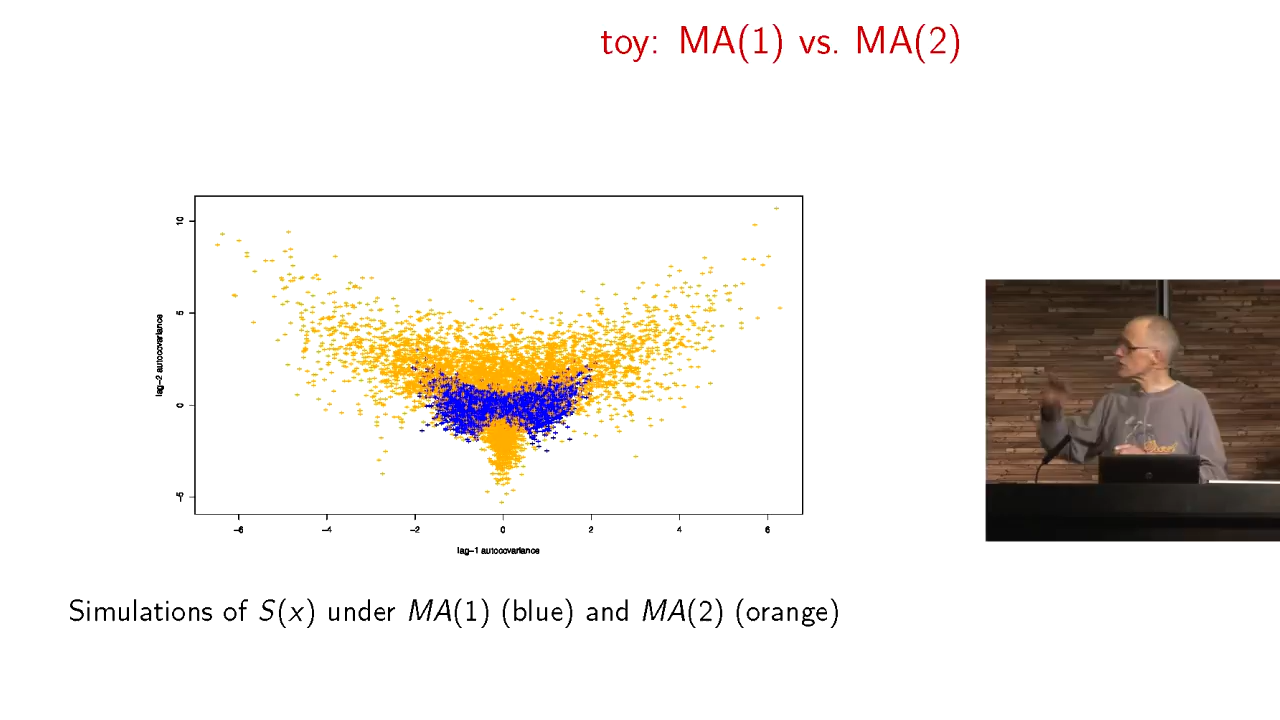 toy: MA(1) vs. MA(2)
10
5
0
−5
lag−2 autocovariance
−6 −4 −2 0 2 4 6
lag−1 autocovariance
Simulations of S(x) under MA(1) (blue) and MA(2) (orange)